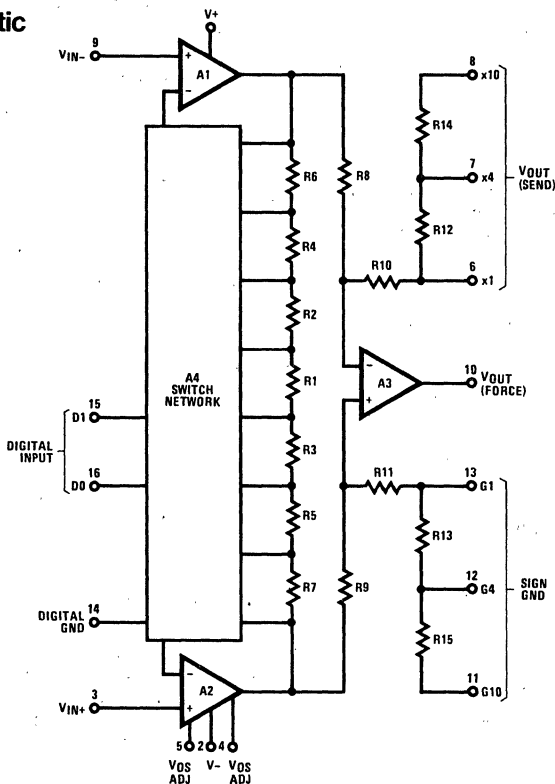 tic
V+
9
VIN-
+
A1
-
8
x10
R14
R6
R8
7
x4
VOUT
(SEND)
R4
R12
R10
6
x1
R2
A4
SWITCH
NETWORK
R1
-
A3
+
10
VOUT
(FORCE)
15
D1
DIGITAL
INPUT
16
D0
R3
R11
13
G1
R5
R13
12
G4
SIGN
GND
R7
R9
14
DIGITAL
GND
R15
11
G10
-
A2
+
3
VIN+
5 2 4
VOS
ADJ
V-
VOS
ADJ